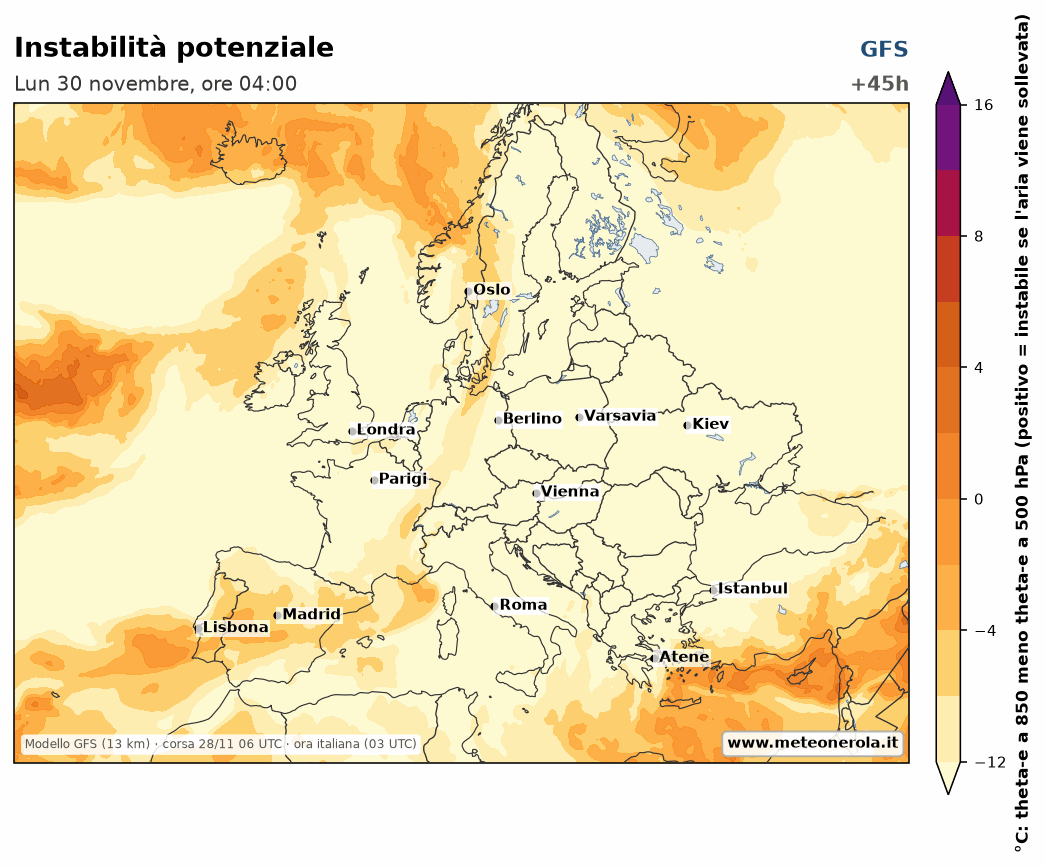 Instabilità potenziale
GFS
Lun 30 novembre, ore 04:00
+45h
Oslo
Berlino
Varsavia
Kiev
Londra
Parigi
Vienna
Istanbul
Roma
Madrid
Lisbona
Atene
Modello GFS (13 km) · corsa 28/11 06 UTC · ora italiana (03 UTC)
www.meteonerola.it
16
8
4
0
−4
−12
°C: theta-e a 850 meno theta-e a 500 hPa (positivo = instabile se l'aria viene sollevata)